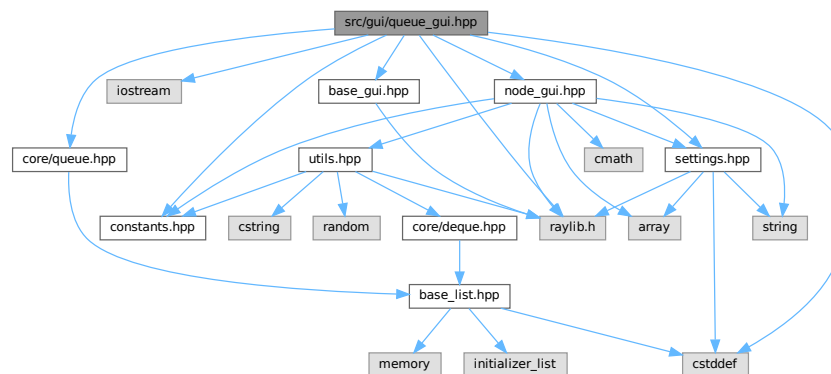 src/gui/queue_gui.hpp
iostream
base_gui.hpp
node_gui.hpp
core/queue.hpp
utils.hpp
cmath
settings.hpp
constants.hpp
cstring
random
core/deque.hpp
raylib.h
array
string
base_list.hpp
memory
initializer_list
cstddef